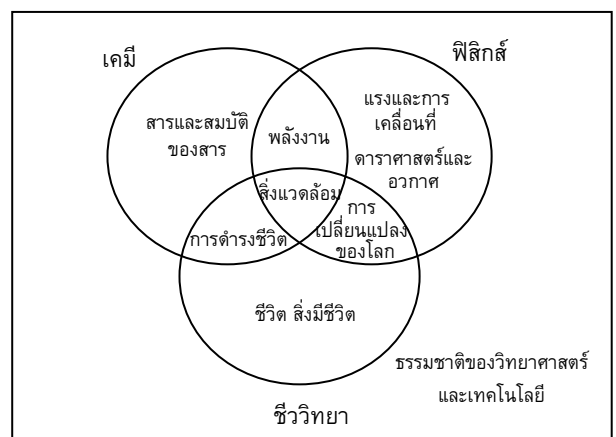 เคมี
ฟิสิกส์
สารและสมบัติ
ของสาร
พลังงาน
แรงและการ
เคลื่อนที่
ดาราศาสตร์และ
อวกาศ
สิ่งแวดล้อม
การ
เปลี่ยนแปลง
ของโลก
การดำรงชีวิต
ชีวิต สิ่งมีชีวิต
ธรรมชาติของวิทยาศาสตร์
และเทคโนโลยี
ชีววิทยา